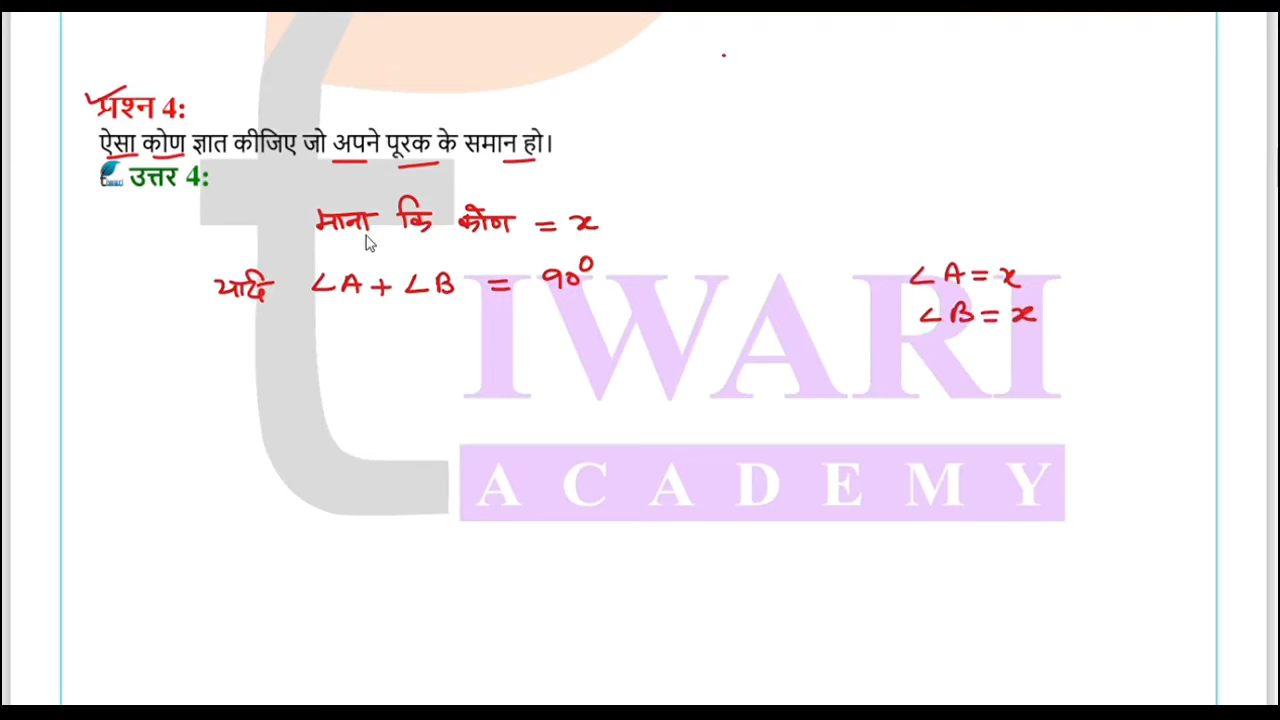 प्रश्न 4:
ऐसा कोण ज्ञात कीजिए जो अपने पूरक के समान हो।
उत्तर 4:
माना कि कोण = x
यदि ∠A + ∠B = 90°
∠A = x
∠B = x
tIWARI
ACADEMY